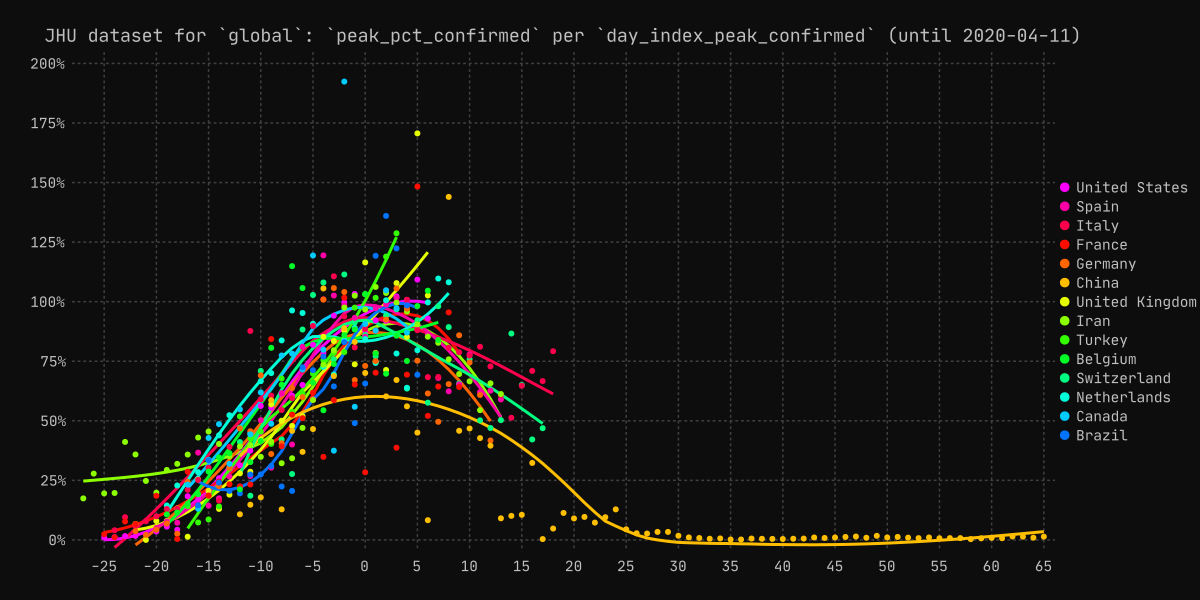 JHU dataset for `global`: `peak_pct_confirmed` per `day_index_peak_confirmed` (until 2020-04-11)
200%
175%
150%
125%
100%
75%
50%
25%
0%
-25 -20 -15 -10 -5 0 5 10 15 20 25 30 35 40 45 50 55 60 65
United States
Spain
Italy
France
Germany
China
United Kingdom
Iran
Turkey
Belgium
Switzerland
Netherlands
Canada
Brazil